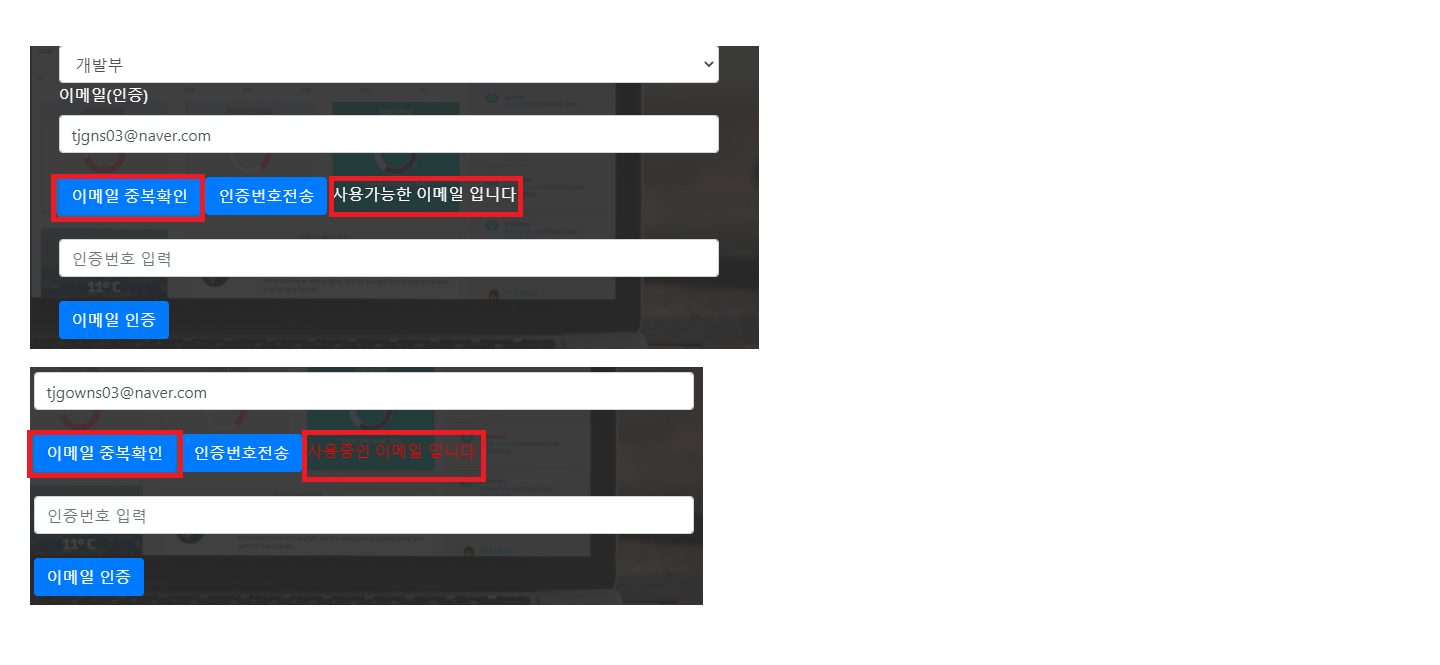 개발부
이메일(인증)
tjgns03@naver.com
이메일 중복확인 인증번호전송 사용가능한 이메일 입니다
인증번호 입력
11°C
이메일 인증
tjgowns03@naver.com
이메일 중복확인 인증번호전송 사용중인 이메일 입니다
인증번호 입력
11°C
이메일 인증